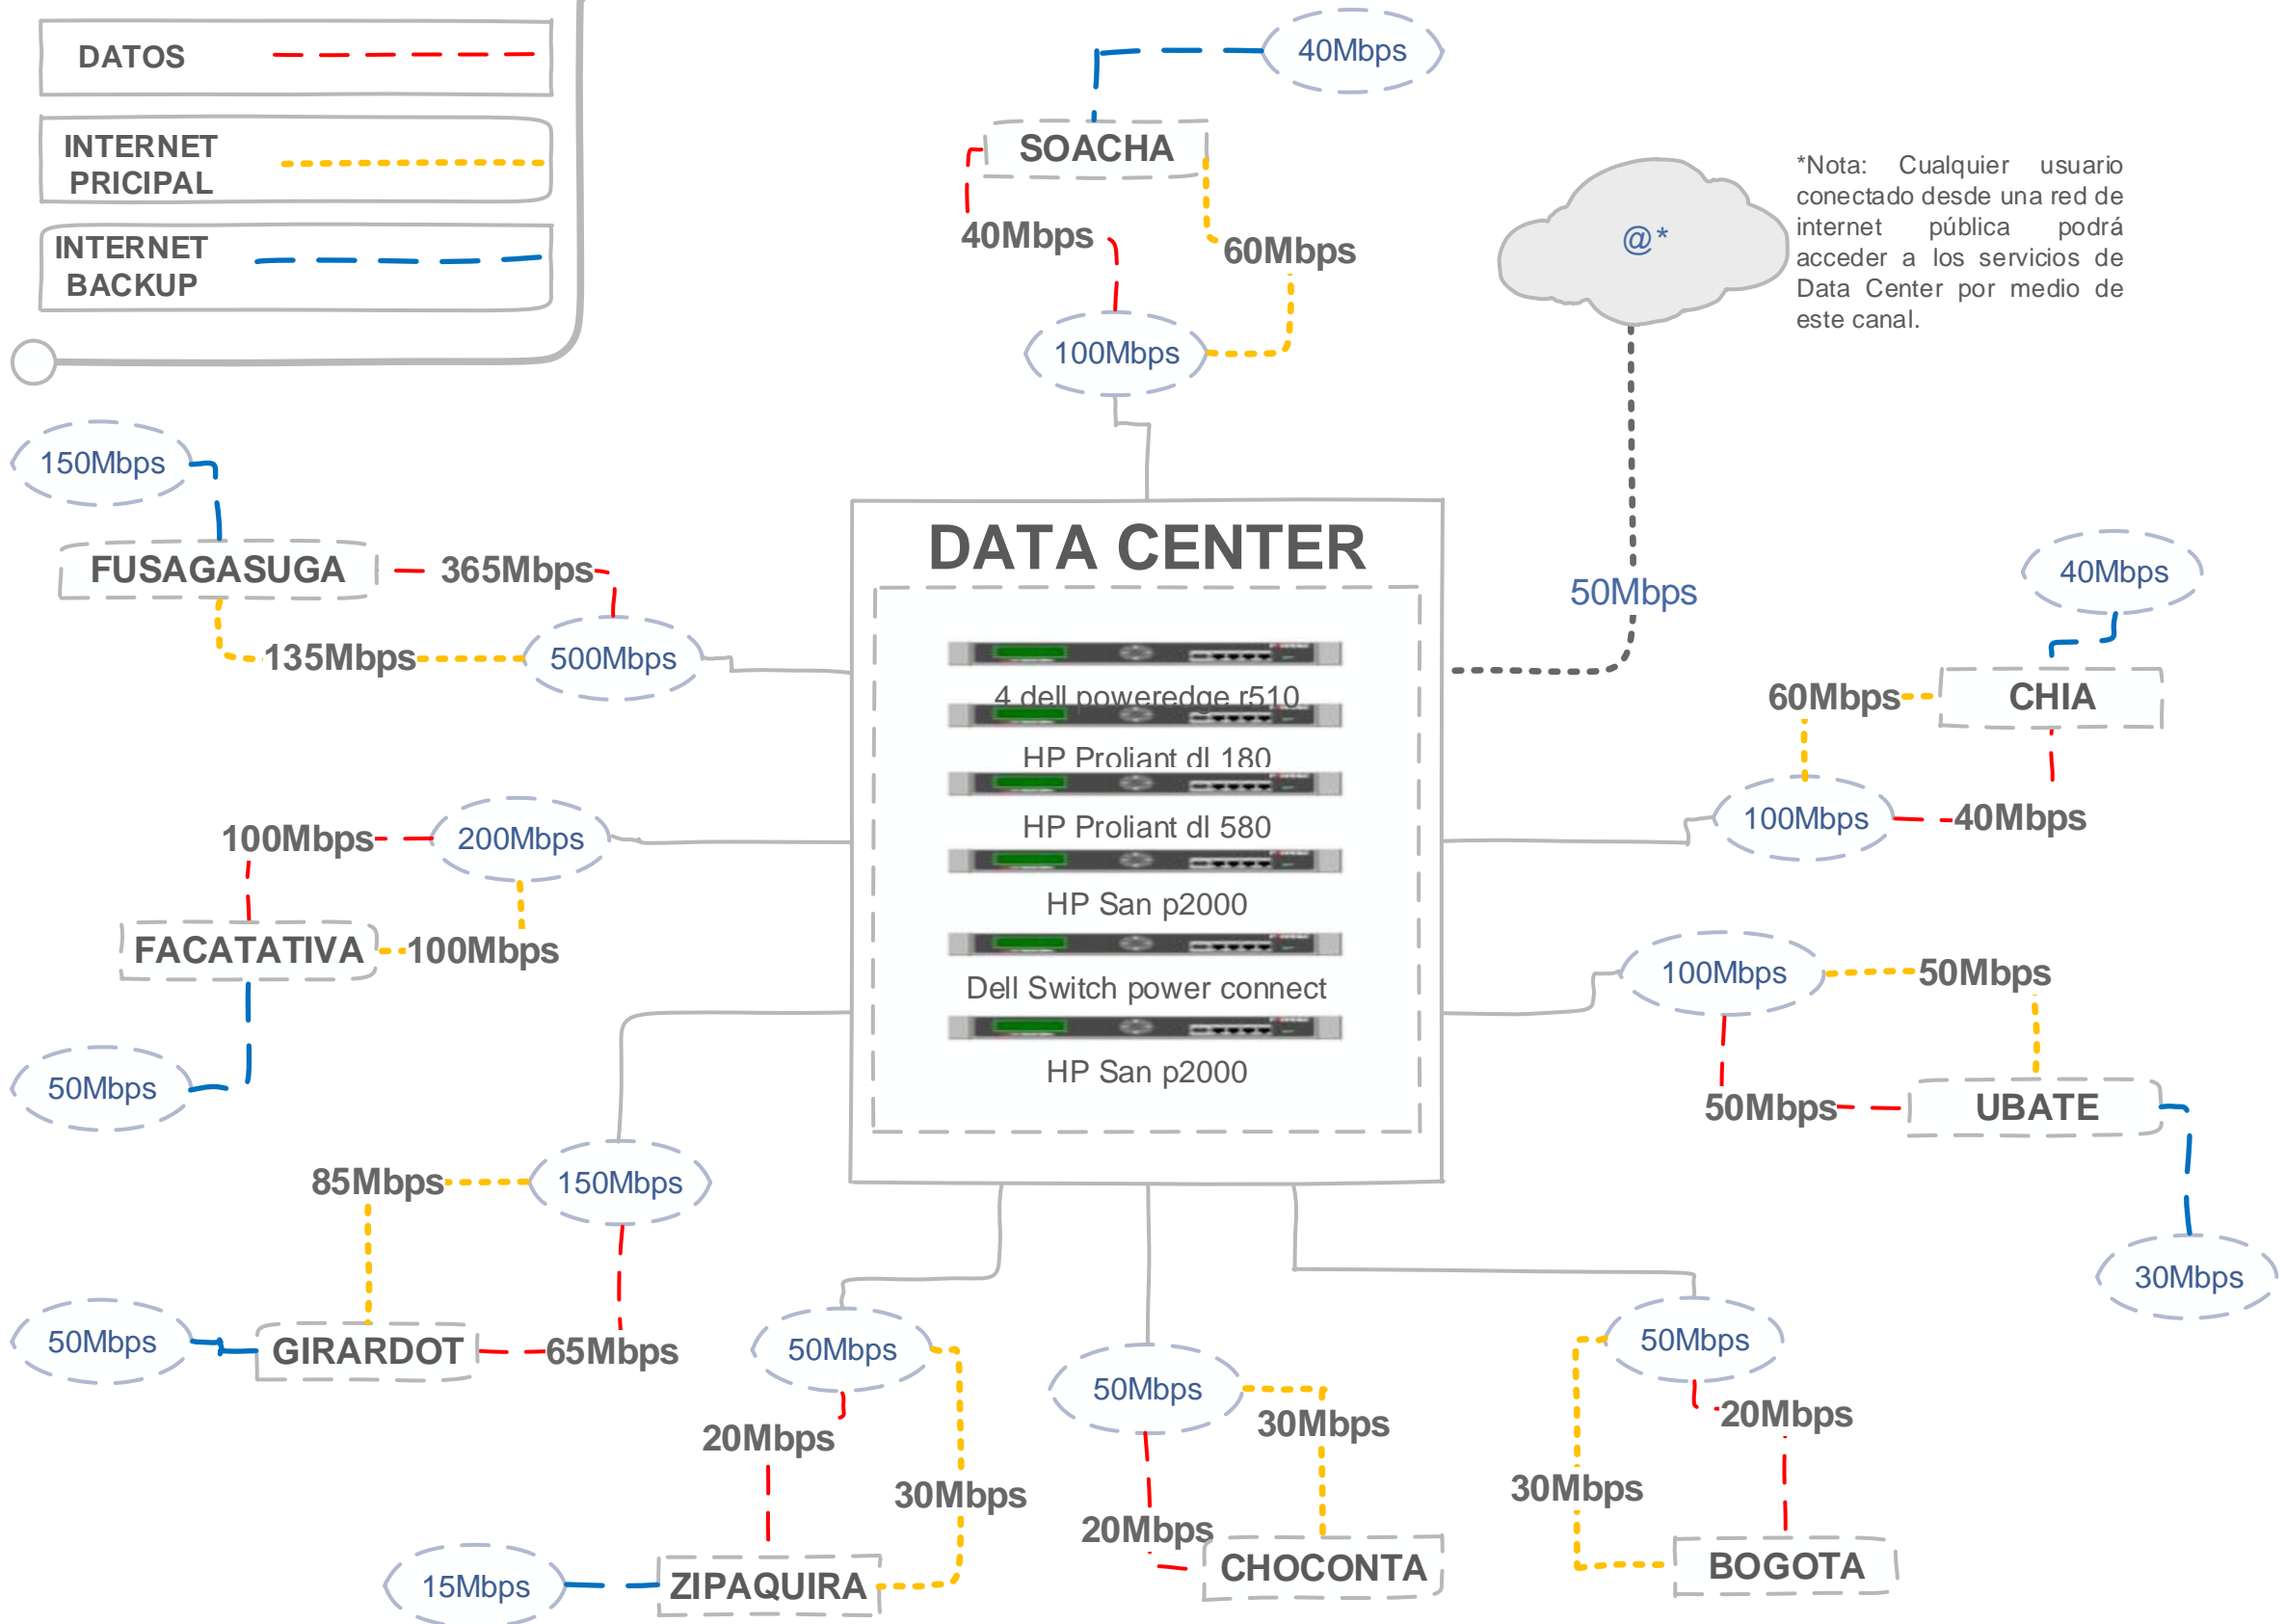 DATOS
INTERNET
PRICIPAL
INTERNET
BACKUP
40Mbps
SOACHA
40Mbps
60Mbps
100Mbps
@*
*Nota: Cualquier usuario
conectado desde una red de
internet pública podrá
acceder a los servicios de
Data Center por medio de
este canal.
150Mbps
FUSAGASUGA
365Mbps
135Mbps
500Mbps
DATA CENTER
4 dell poweredge r510
HP Proliant dl 180
HP Proliant dl 580
HP San p2000
Dell Switch power connect
HP San p2000
50Mbps
40Mbps
60Mbps
CHIA
100Mbps
40Mbps
100Mbps
200Mbps
FACATATIVA
100Mbps
50Mbps
100Mbps
50Mbps
50Mbps
UBATE
30Mbps
85Mbps
150Mbps
50Mbps
GIRARDOT
65Mbps
50Mbps
20Mbps
30Mbps
15Mbps
ZIPAQUIRA
50Mbps
30Mbps
20Mbps
CHOCONTA
50Mbps
20Mbps
30Mbps
BOGOTA